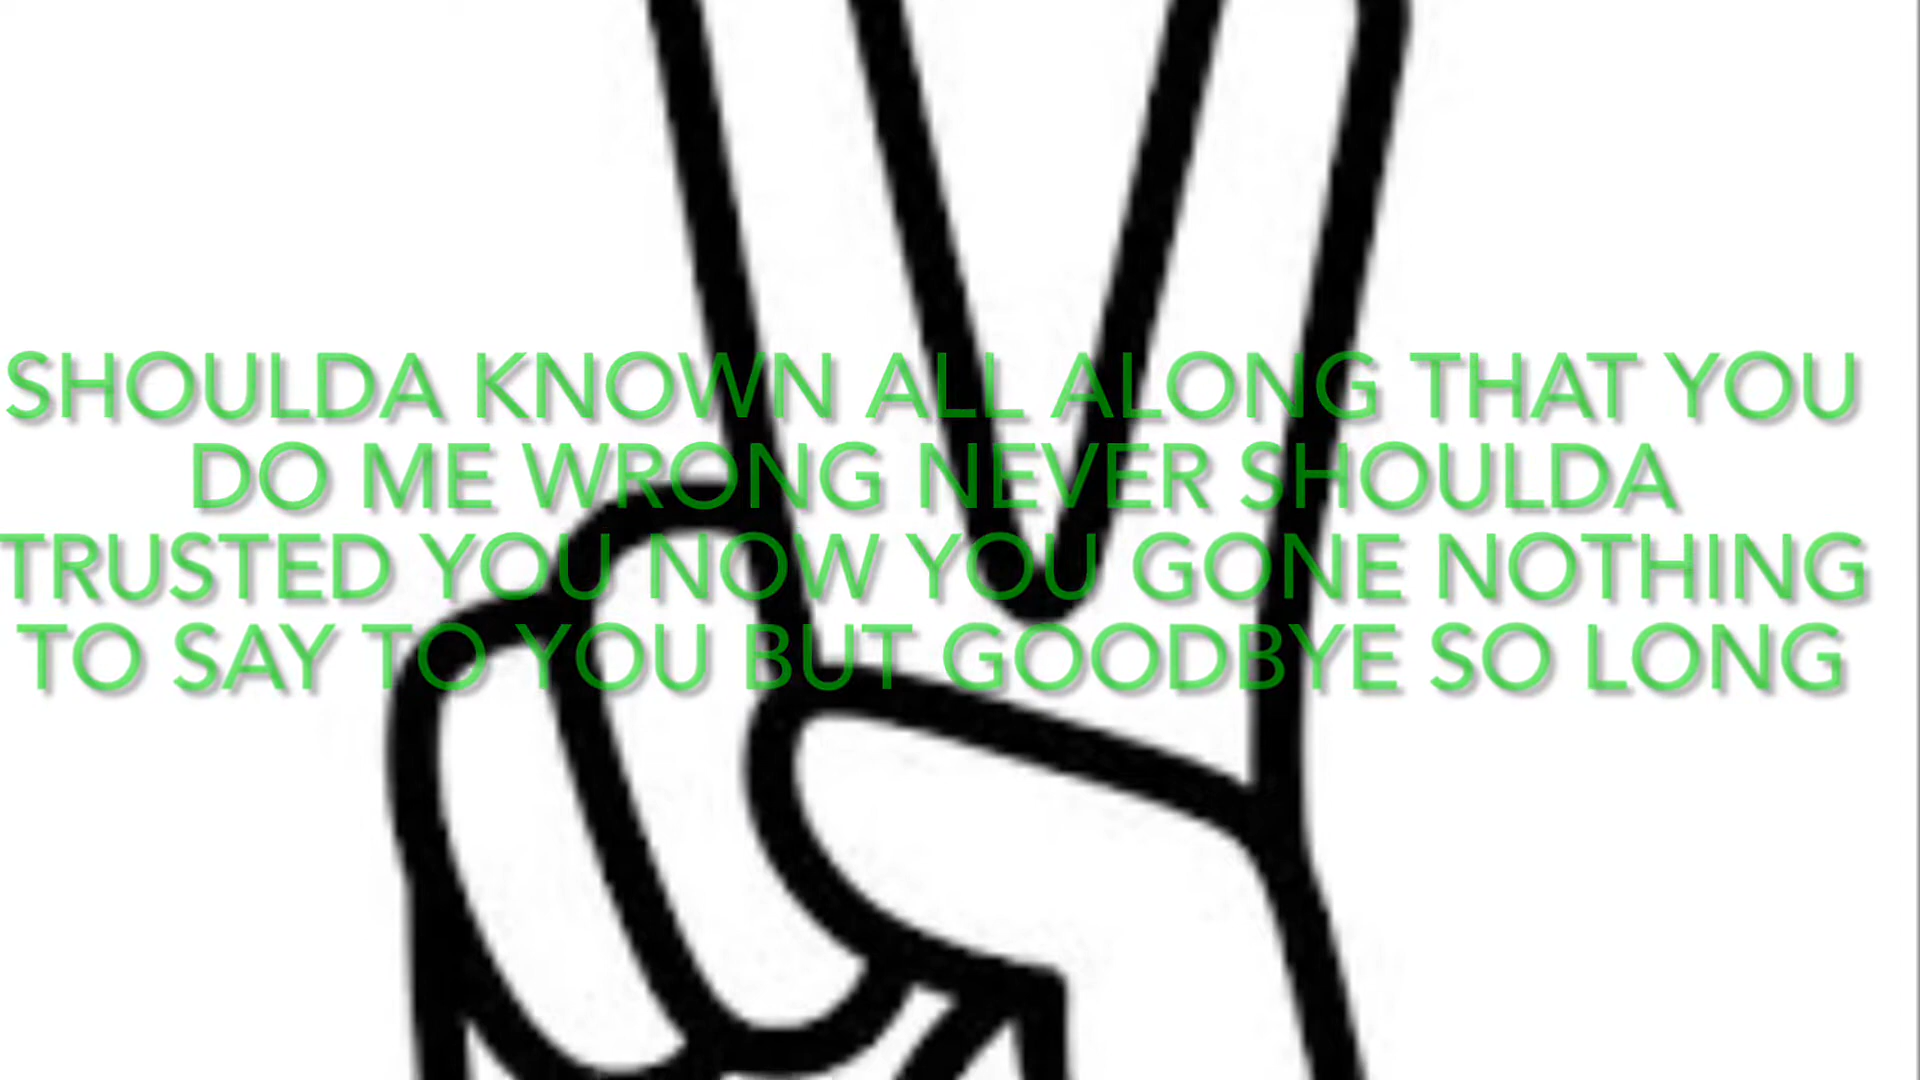 SHOULDA KNOWN ALL ALONG THAT YOU
DO ME WRONG NEVER SHOULDA
TRUSTED YOU NOW YOU GONE NOTHING
TO SAY TO YOU BUT GOODBYE SO LONG